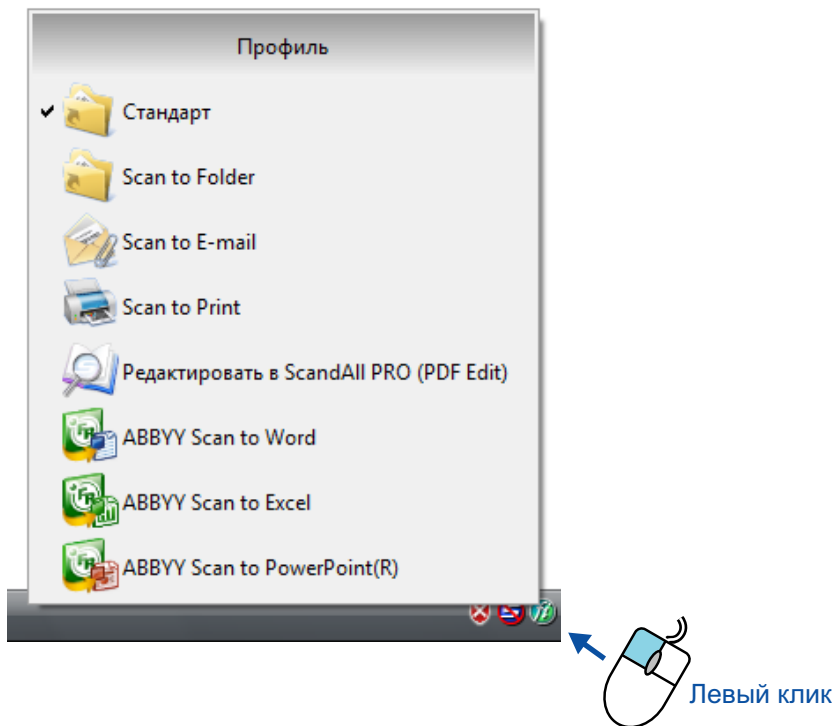 Профиль
Стандарт
Scan to Folder
Scan to E-mail
Scan to Print
Редактировать в ScandAll PRO (PDF Edit)
ABBYY Scan to Word
ABBYY Scan to Excel
ABBYY Scan to PowerPoint(R)
Левый клик